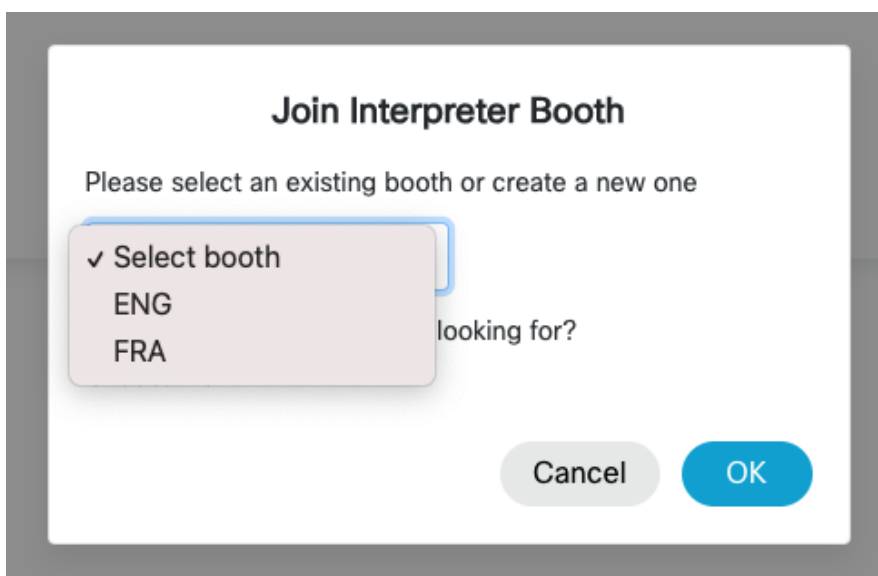 Join Interpreter Booth
Please select an existing booth or create a new one
✓ Select booth
ENG
FRA
looking for?
Cancel
OK